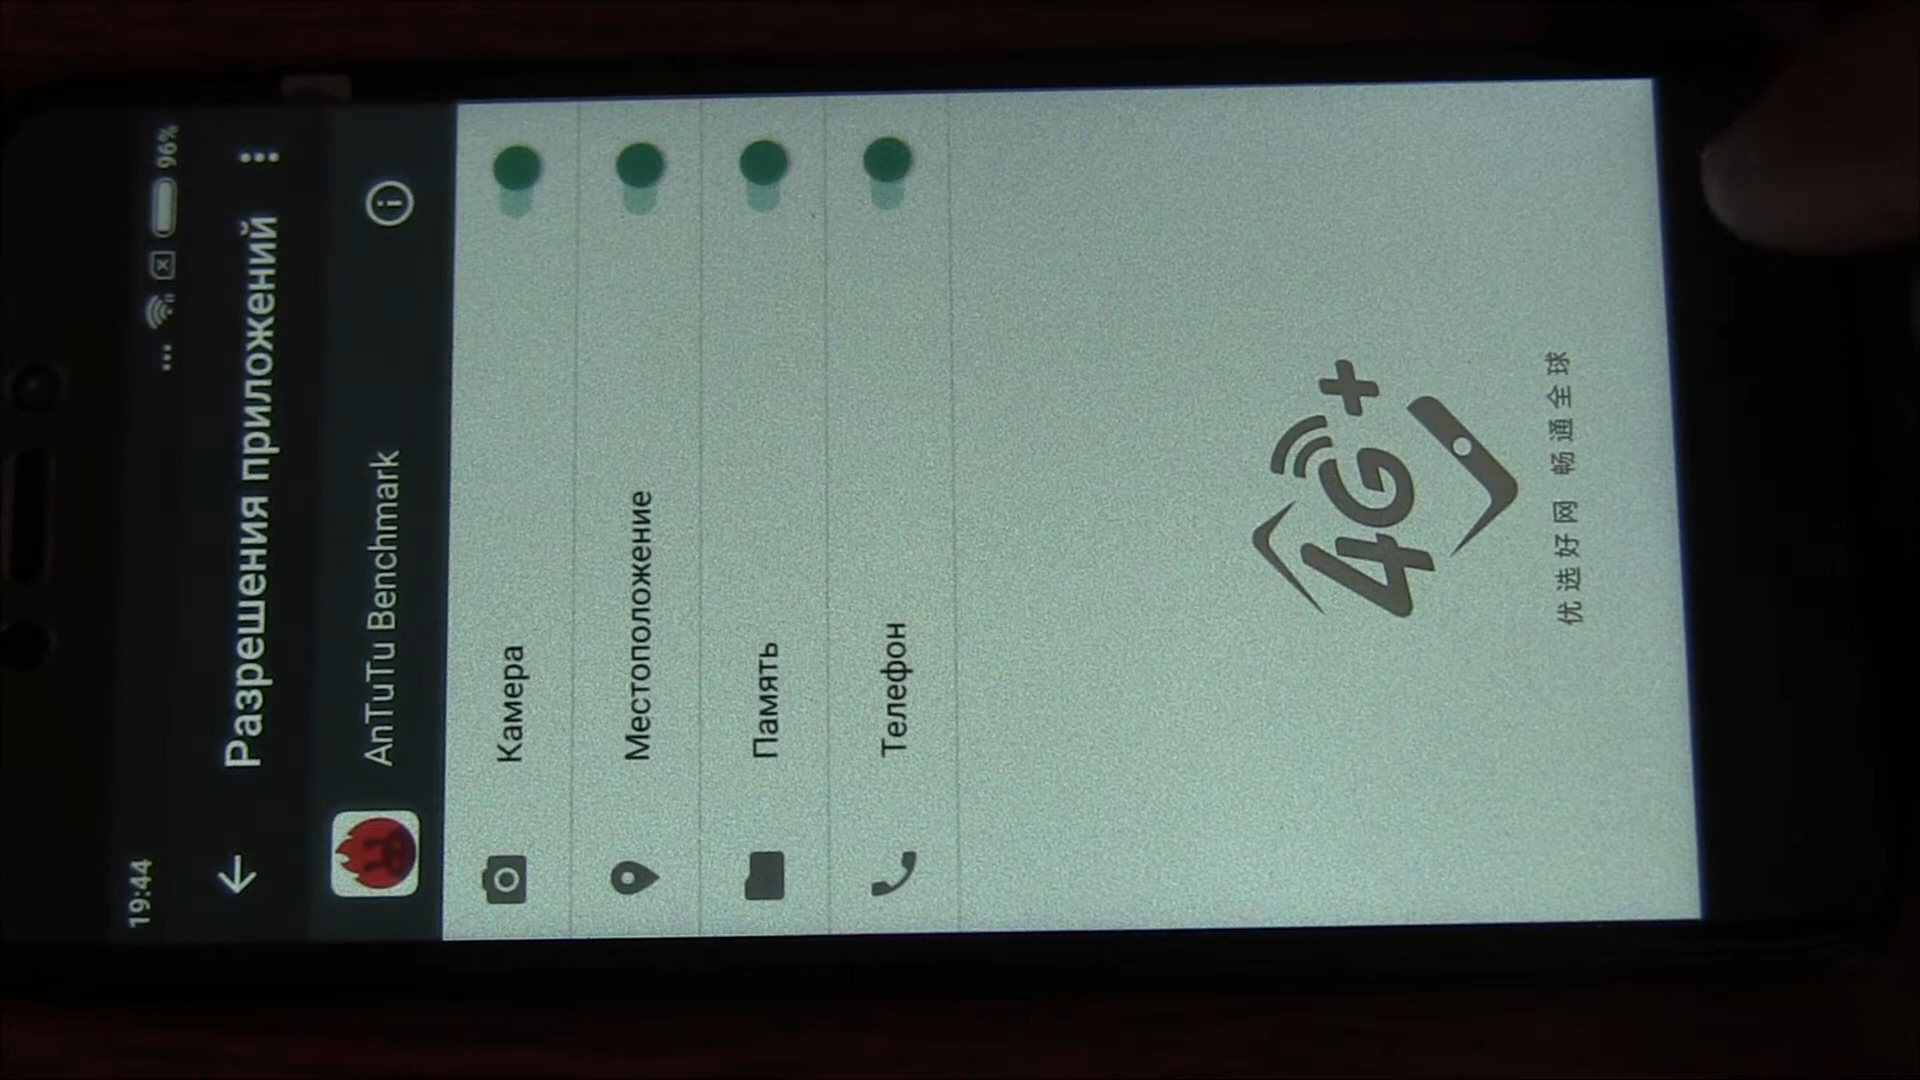 19:44
96%
Разрешения приложений
AnTuTu Benchmark
Камера
Местоположение
Память
Телефон
4G+
优选好网 畅通全球